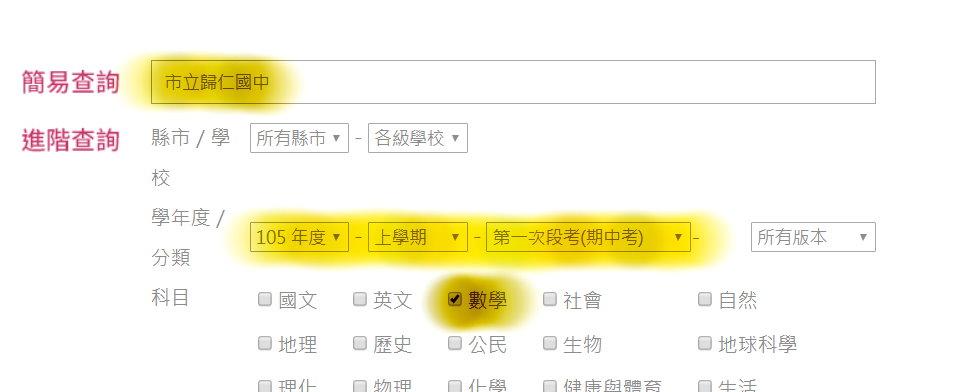 簡易查詢 市立歸仁國中
進階查詢 縣市 / 學校 所有縣市 - 各級學校
學年度 / 分類 105 年度 - 上學期 - 第一次段考(期中考) - 所有版本
科目 國文 英文 數學 社會 自然
地理 歷史 公民 生物 地球科學
理化 物理 化學 健康與體育 生活